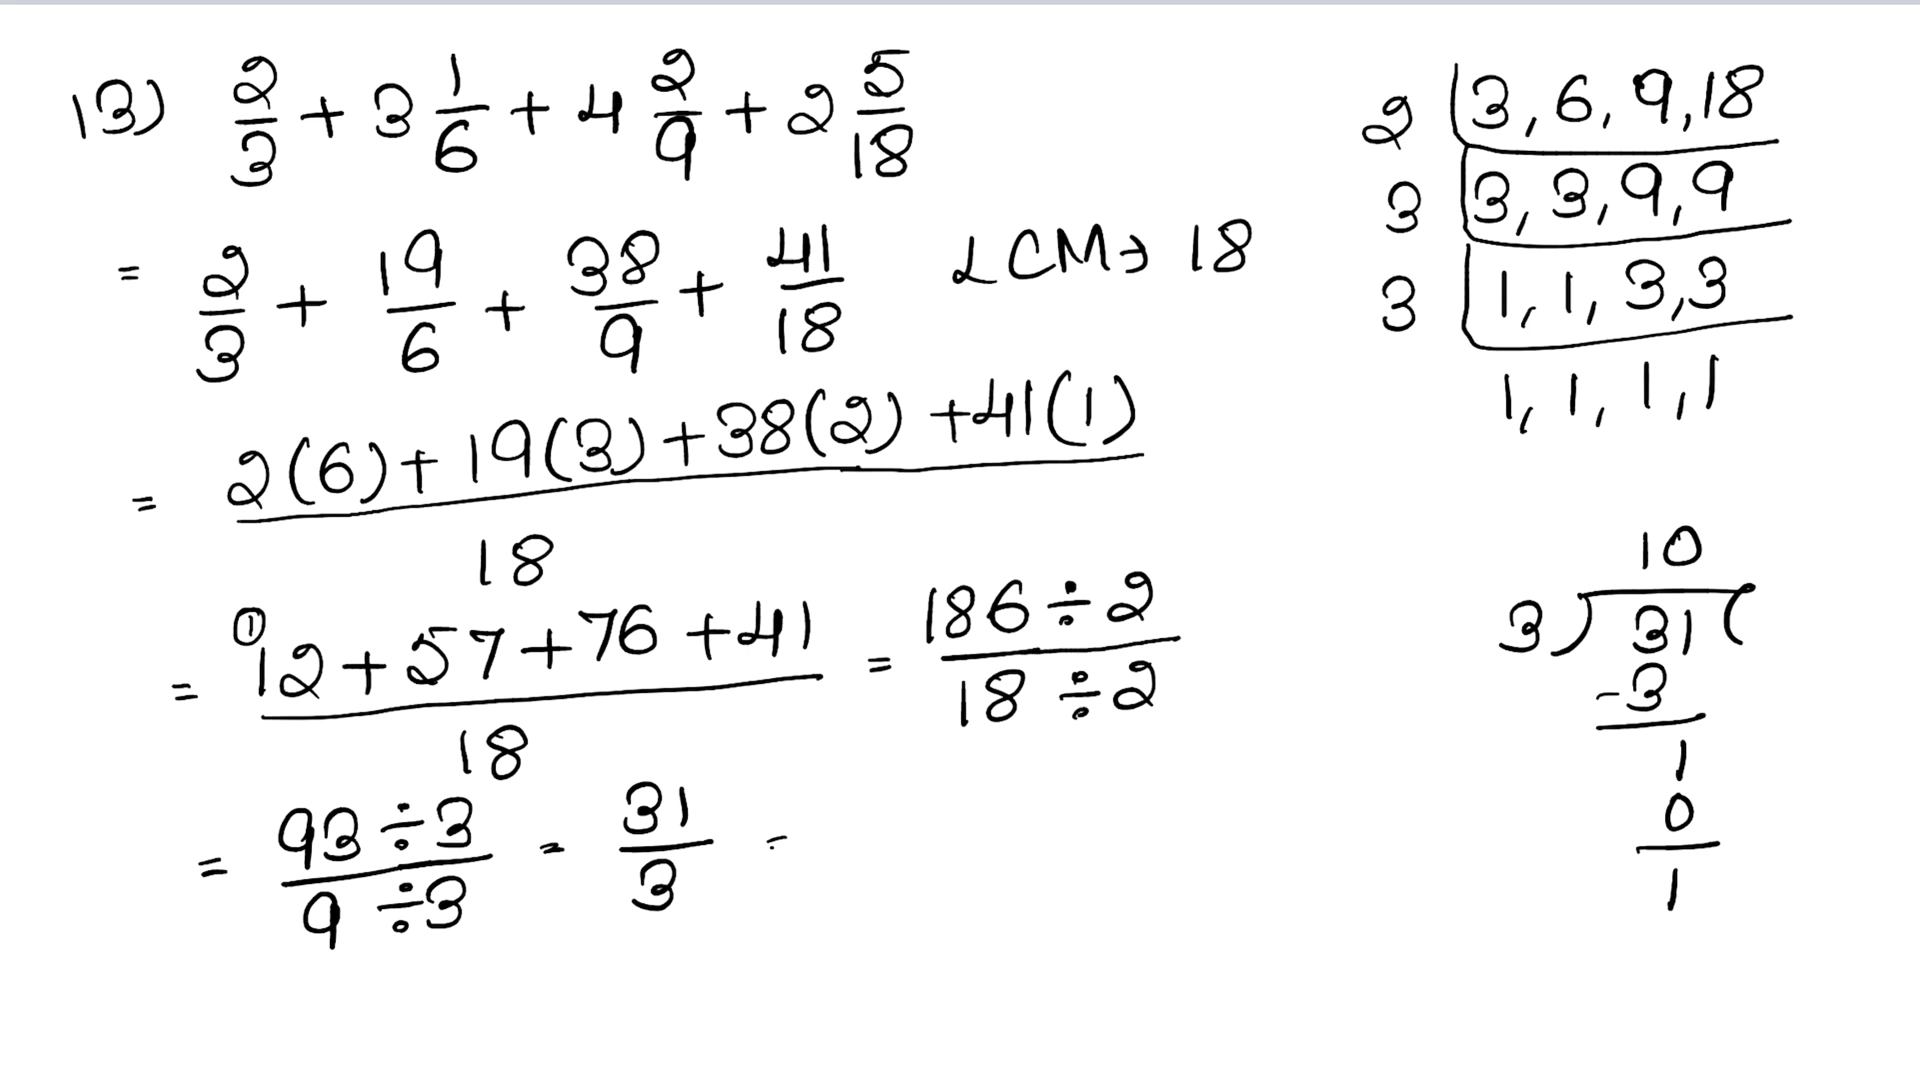 13) 2/3 + 3 1/6 + 4 2/9 + 2 5/18
= 2/3 + 19/6 + 38/9 + 41/18 LCM → 18
= 2(6) + 19(3) + 38(2) + 41(1) / 18
= ① 12 + 57 + 76 + 41 / 18 = 186 ÷ 2 / 18 ÷ 2
= 93 ÷ 3 / 9 ÷ 3 = 31/3 =
2 | 3, 6, 9, 18
3 | 3, 3, 9, 9
3 | 1, 1, 3, 3
1, 1, 1, 1
10
3 ) 31 (
-3
1
0
1